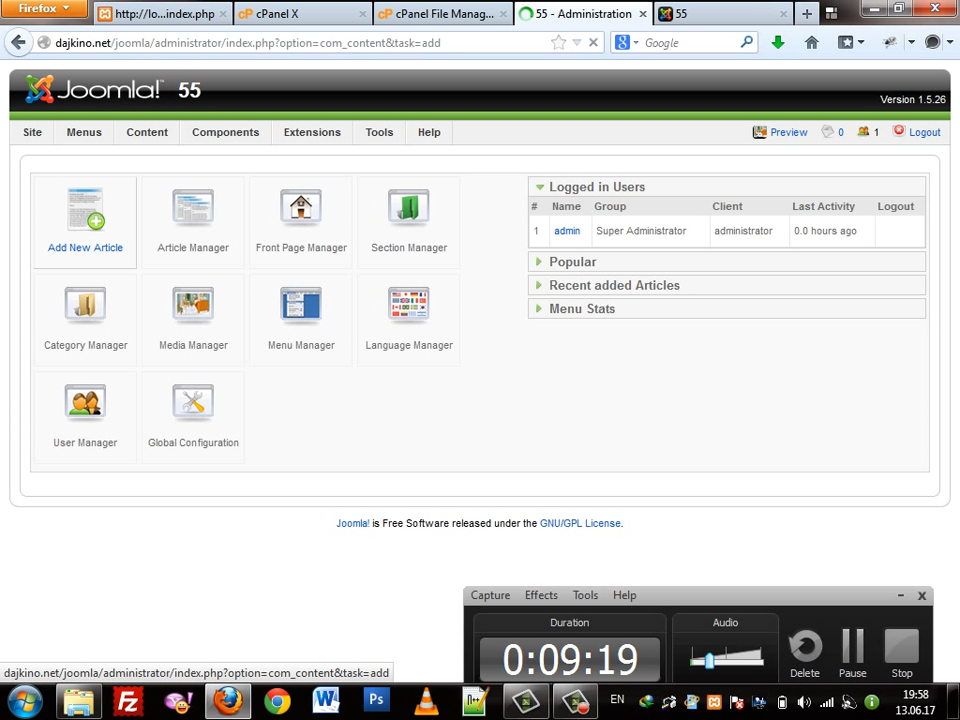 Firefox
http://lo...index.php
cPanel X
cPanel File Manag...
55 - Administration
55
dajkino.net/joomla/administrator/index.php?option=com_content&task=add
Google
Joomla! 55
Version 1.5.26
Site Menus Content Components Extensions Tools Help
Preview 0 1 Logout
Add New Article
Article Manager
Front Page Manager
Section Manager
Category Manager
Media Manager
Menu Manager
Language Manager
User Manager
Global Configuration
Logged in Users
# Name Group Client Last Activity Logout
1 admin Super Administrator administrator 0.0 hours ago
Popular
Recent added Articles
Menu Stats
Joomla! is Free Software released under the GNU/GPL License.
Capture Effects Tools Help
Duration
0:09:19
Audio
Delete
Pause
Stop
dajkino.net/joomla/administrator/index.php?option=com_content&task=add
EN
19:58
13.06.17